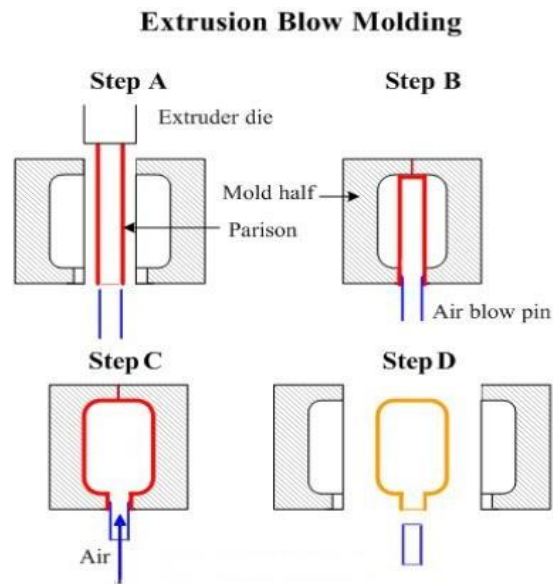 Extrusion Blow Molding
Step A
Step B
Extruder die
Mold half
Parison
Air blow pin
Step C
Step D
Air